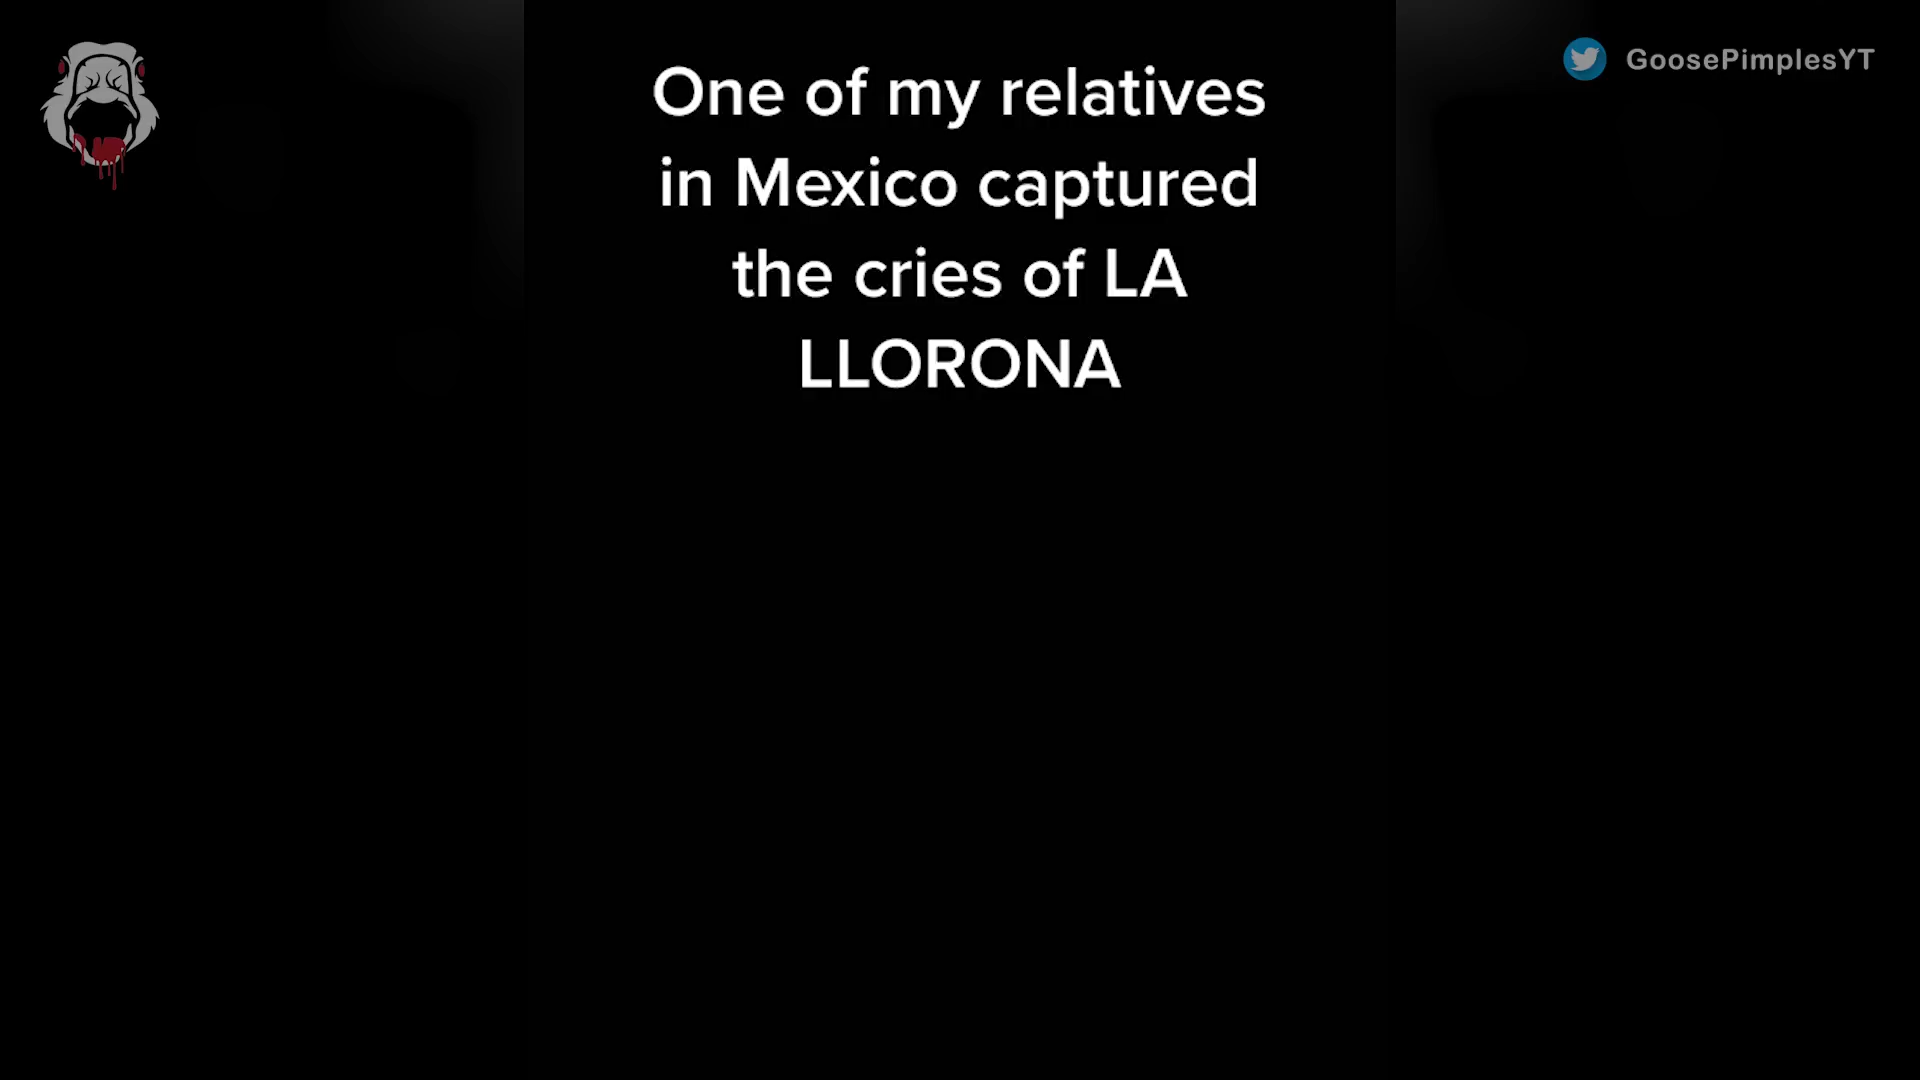 One of my relatives
in Mexico captured
the cries of LA
LLORONA
GoosePimplesYT